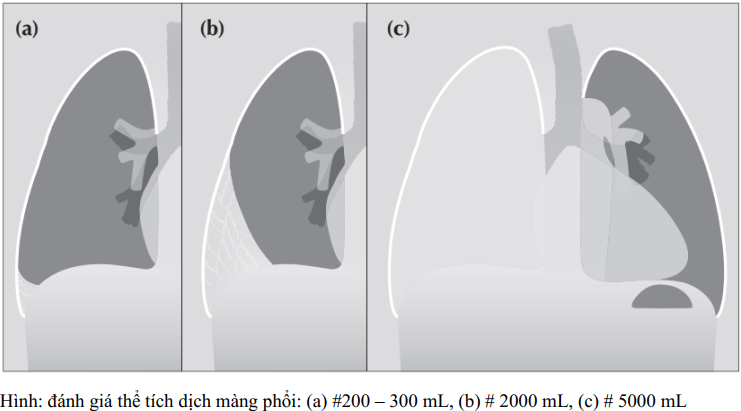 (a) (b) (c)
Hình: đánh giá thể tích dịch màng phổi: (a) #200 – 300 mL, (b) # 2000 mL, (c) # 5000 mL